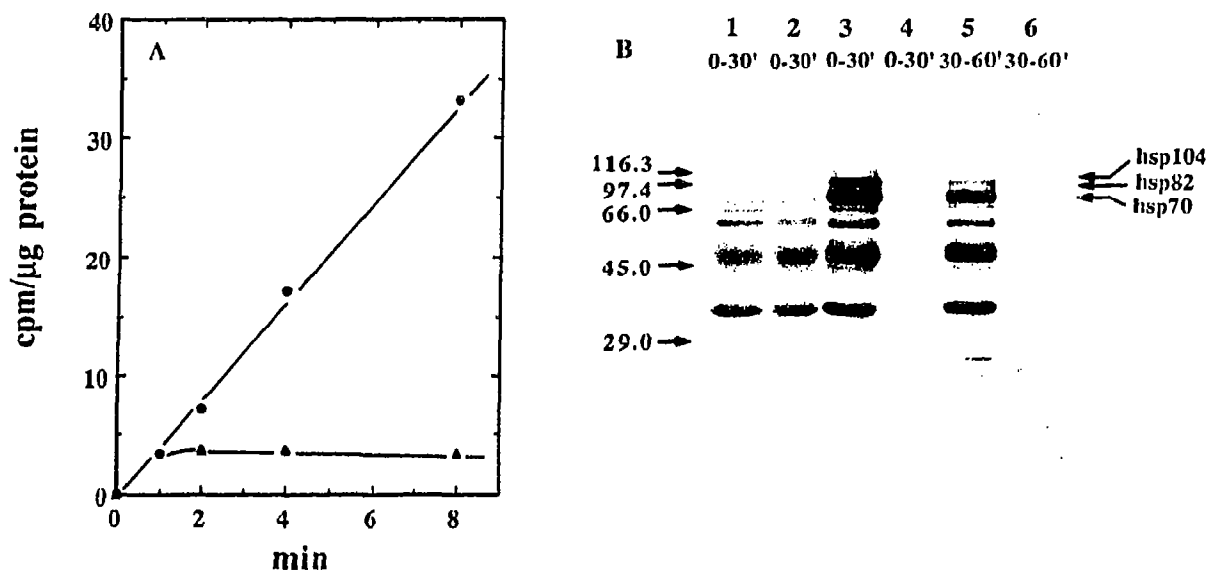 A
cpm/µg protein
40
30
20
10
0
0 2 4 6 8
min
B
1 2 3 4 5 6
0-30' 0-30' 0-30' 0-30' 30-60' 30-60'
116.3
97.4
66.0
45.0
29.0
hsp104
hsp82
hsp70